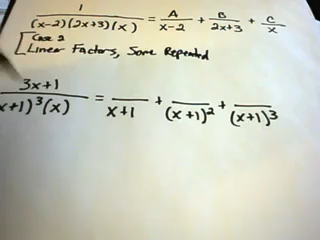 1/((x-2)(2x+3)(x)) = A/(x-2) + B/(2x+3) + C/x
Case 2
Linear Factors, Some Repeated
(3x+1)/(x+1)³(x) = /(x+1) + /(x+1)² + /(x+1)³